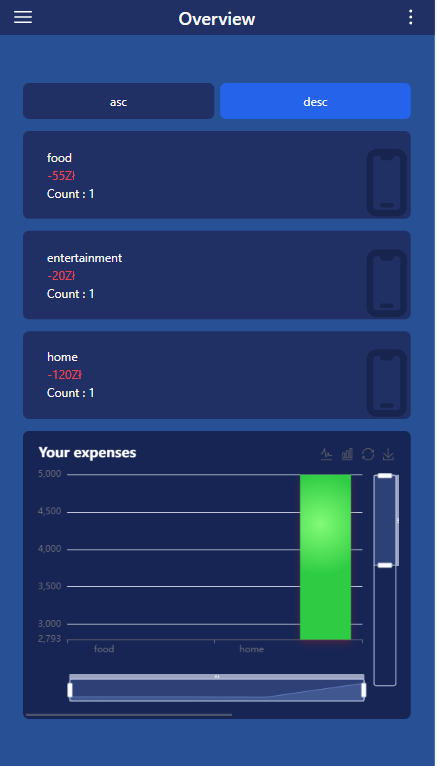 Overview
asc
desc
food
-55Zł
Count : 1
entertainment
-20Zł
Count : 1
home
-120Zł
Count : 1
Your expenses
5,000
4,500
4,000
3,500
3,000
2,793
food
home